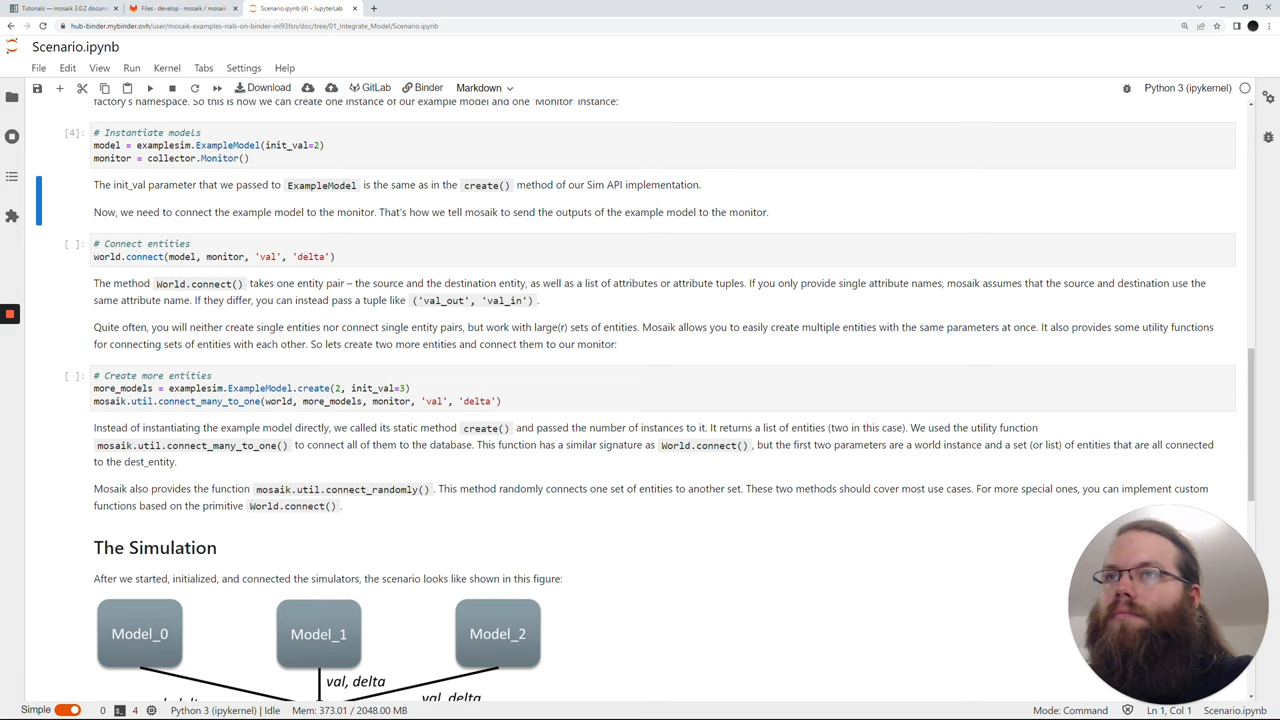 Tutorials — mosaik 3.0.2 docum
Files · develop · mosaik / mosaik
Scenario.ipynb (4) - JupyterLab
hub-binder.mybinder.ovh/user/mosaik-examples-rials-on-binder-ini93fsn/doc/tree/01_Integrate_Model/Scenario.ipynb
Scenario.ipynb
File Edit View Run Kernel Tabs Settings Help
Download GitLab Binder Markdown Python 3 (ipykernel)
factory's namespace. So this is now we can create one instance of our example model and one 'Monitor' instance:
[4]: # Instantiate models
model = examplesim.ExampleModel(init_val=2)
monitor = collector.Monitor()
The init_val parameter that we passed to ExampleModel is the same as in the create() method of our Sim API implementation.
Now, we need to connect the example model to the monitor. That's how we tell mosaik to send the outputs of the example model to the monitor.
[ ]: # Connect entities
world.connect(model, monitor, 'val', 'delta')
The method World.connect() takes one entity pair – the source and the destination entity, as well as a list of attributes or attribute tuples. If you only provide single attribute names, mosaik assumes that the source and destination use the
same attribute name. If they differ, you can instead pass a tuple like ('val_out', 'val_in').
Quite often, you will neither create single entities nor connect single entity pairs, but work with large(r) sets of entities. Mosaik allows you to easily create multiple entities with the same parameters at once. It also provides some utility functions
for connecting sets of entities with each other. So lets create two more entities and connect them to our monitor:
[ ]: # Create more entities
more_models = examplesim.ExampleModel.create(2, init_val=3)
mosaik.util.connect_many_to_one(world, more_models, monitor, 'val', 'delta')
Instead of instantiating the example model directly, we called its static method create() and passed the number of instances to it. It returns a list of entities (two in this case). We used the utility function
mosaik.util.connect_many_to_one() to connect all of them to the database. This function has a similar signature as World.connect(), but the first two parameters are a world instance and a set (or list) of entities that are all connected
to the dest_entity.
Mosaik also provides the function mosaik.util.connect_randomly(). This method randomly connects one set of entities to another set. These two methods should cover most use cases. For more special ones, you can implement custom
functions based on the primitive World.connect().
The Simulation
After we started, initialized, and connected the simulators, the scenario looks like shown in this figure:
Model_0 Model_1 Model_2
val, delta
val, delta
Simple 0 4 Python 3 (ipykernel) | Idle Mem: 373.01 / 2048.00 MB Mode: Command Ln 1, Col 1 Scenario.ipynb